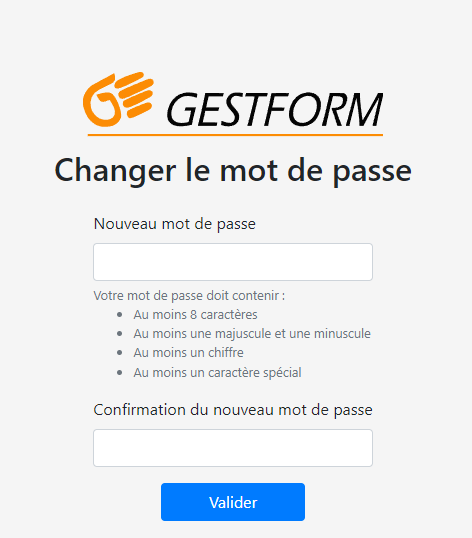 GESTFORM
Changer le mot de passe
Nouveau mot de passe
Votre mot de passe doit contenir :
Au moins 8 caractères
Au moins une majuscule et une minuscule
Au moins un chiffre
Au moins un caractère spécial
Confirmation du nouveau mot de passe
Valider